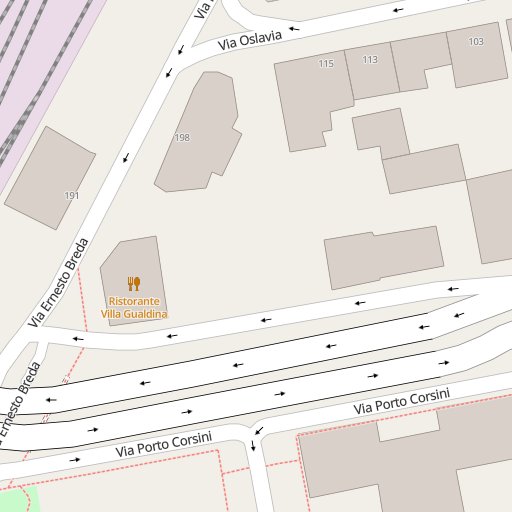 Via
Via Oslavia
103
113
115
198
191
Via Ernesto Breda
Ristorante
Villa Gualdina
Ernesto Breda
Via Porto Corsini
Via Porto Corsini